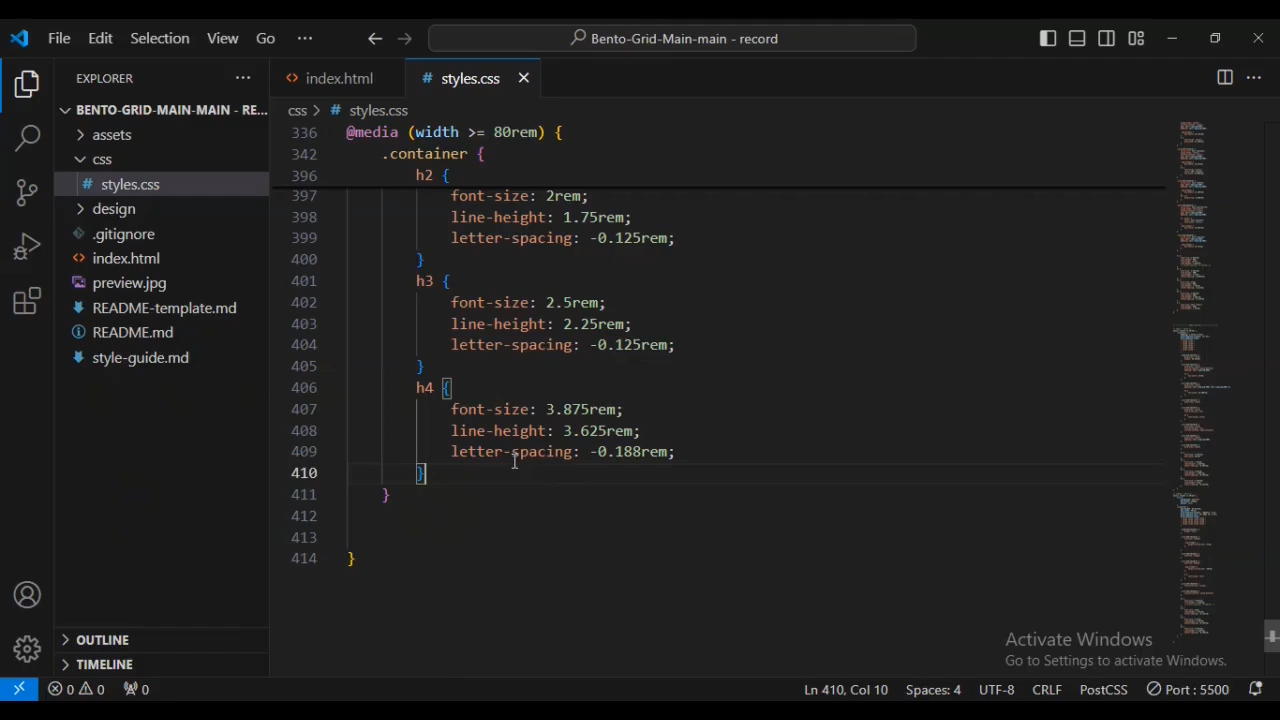 File Edit Selection View Go ··· Bento-Grid-Main-main - record
EXPLORER ···
BENTO-GRID-MAIN-MAIN - RE...
assets
css
# styles.css
design
.gitignore
index.html
preview.jpg
README-template.md
README.md
style-guide.md
OUTLINE
TIMELINE
index.html # styles.css
css > # styles.css
336 @media (width >= 80rem) {
342 .container {
396 h2 {
397 font-size: 2rem;
398 line-height: 1.75rem;
399 letter-spacing: -0.125rem;
400 }
401 h3 {
402 font-size: 2.5rem;
403 line-height: 2.25rem;
404 letter-spacing: -0.125rem;
405 }
406 h4 {
407 font-size: 3.875rem;
408 line-height: 3.625rem;
409 letter-spacing: -0.188rem;
410 }
411 }
412
413
414 }
Activate Windows
Go to Settings to activate Windows.
0 0 0 Ln 410, Col 10 Spaces: 4 UTF-8 CRLF PostCSS Port : 5500